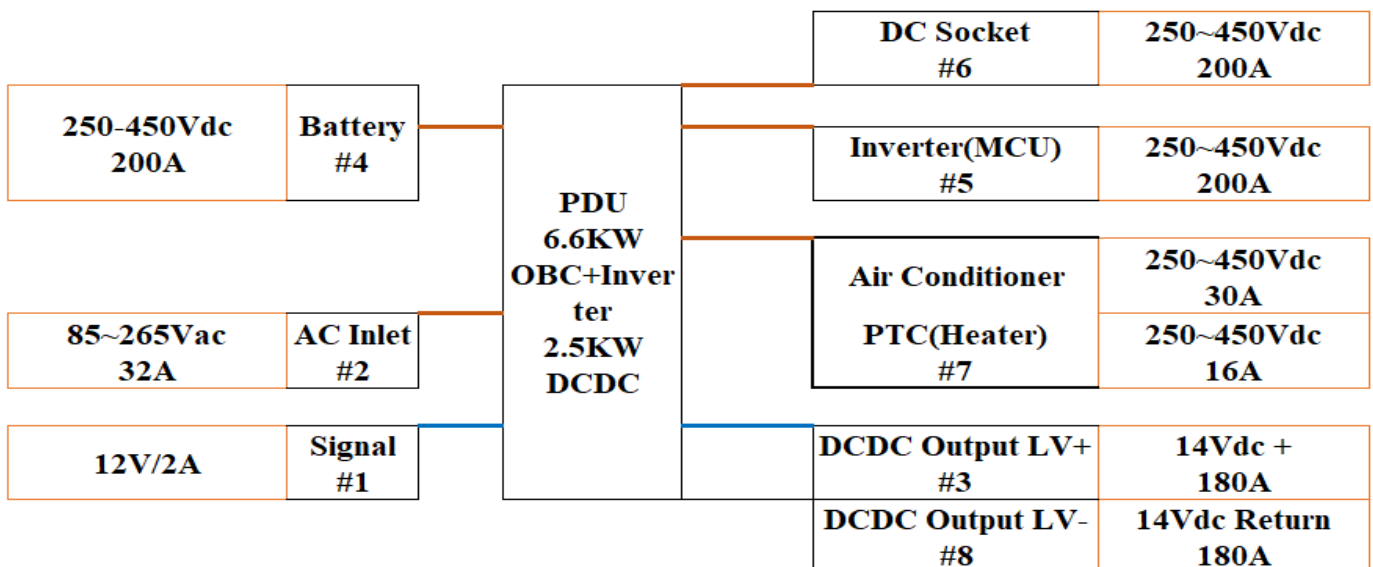 250-450Vdc
200A
Battery
#4
85~265Vac
32A
AC Inlet
#2
12V/2A
Signal
#1
PDU
6.6KW
OBC+Inver
ter
2.5KW
DCDC
DC Socket
#6
250~450Vdc
200A
Inverter(MCU)
#5
250~450Vdc
200A
Air Conditioner
PTC(Heater)
#7
250~450Vdc
30A
250~450Vdc
16A
DCDC Output LV+
#3
14Vdc +
180A
DCDC Output LV-
#8
14Vdc Return
180A